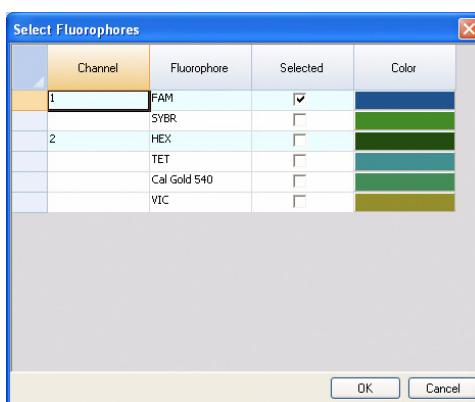 Select Fluorophores
Channel Fluorophore Selected Color
1 FAM
SYBR
2 HEX
TET
Cal Gold 540
VIC
OK Cancel